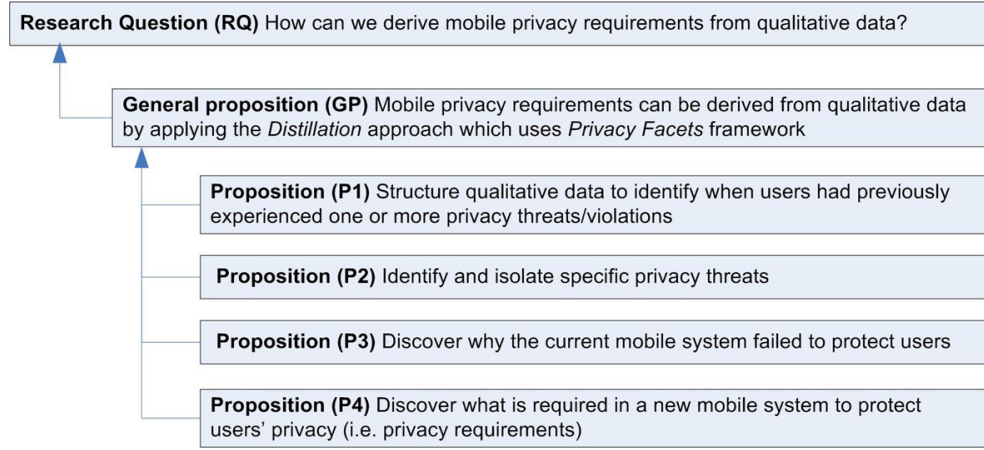 Research Question (RQ) How can we derive mobile privacy requirements from qualitative data?
General proposition (GP) Mobile privacy requirements can be derived from qualitative data
by applying the Distillation approach which uses Privacy Facets framework
Proposition (P1) Structure qualitative data to identify when users had previously
experienced one or more privacy threats/violations
Proposition (P2) Identify and isolate specific privacy threats
Proposition (P3) Discover why the current mobile system failed to protect users
Proposition (P4) Discover what is required in a new mobile system to protect
users' privacy (i.e. privacy requirements)